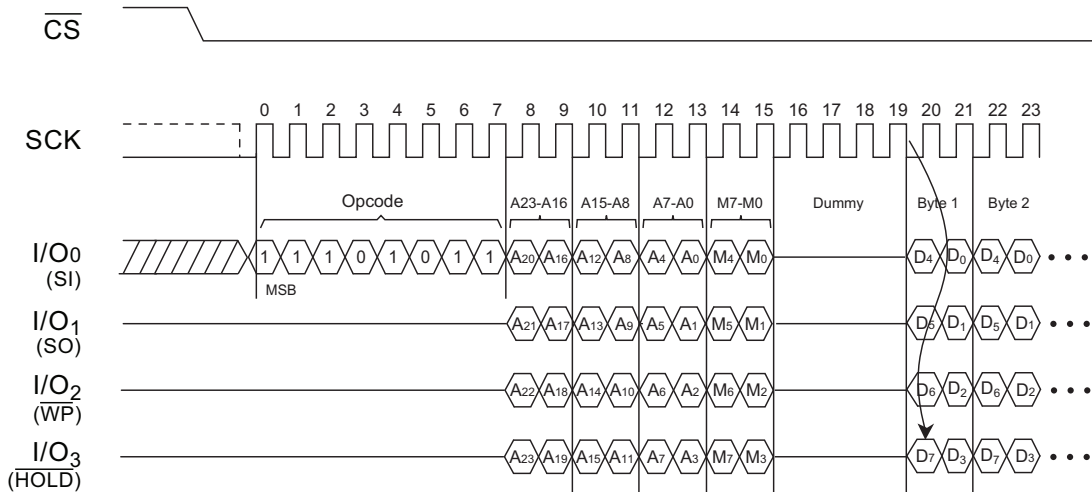 CS
0 1 2 3 4 5 6 7 8 9 10 11 12 13 14 15 16 17 18 19 20 21 22 23
SCK
Opcode A23-A16 A15-A8 A7-A0 M7-M0 Dummy Byte 1 Byte 2
I/O0 1 1 1 0 1 0 1 1 A20 A16 A12 A8 A4 A0 M4 M0 D4 D0 D4 D0 • • •
(SI) MSB
I/O1 A21 A17 A13 A9 A5 A1 M5 M1 D5 D1 D5 D1 • • •
(SO)
I/O2 A22 A18 A14 A10 A6 A2 M6 M2 D6 D2 D6 D2 • • •
(WP)
I/O3 A23 A19 A15 A11 A7 A3 M7 M3 D7 D3 D7 D3 • • •
(HOLD)